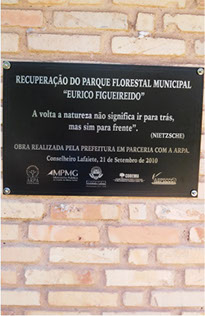 RECUPERAÇÃO DO PARQUE FLORESTAL MUNICIPAL
“EURICO FIGUEIREIDO”
A volta a natureza não significa ir para trás,
mas sim para frente”.
(NIETZSCHE)
OBRA REALIZADA PELA PREFEITURA EM PARCERIA COM A ARPA.
Conselheiro Lafaiete, 21 de Setembro de 2010
MPMG